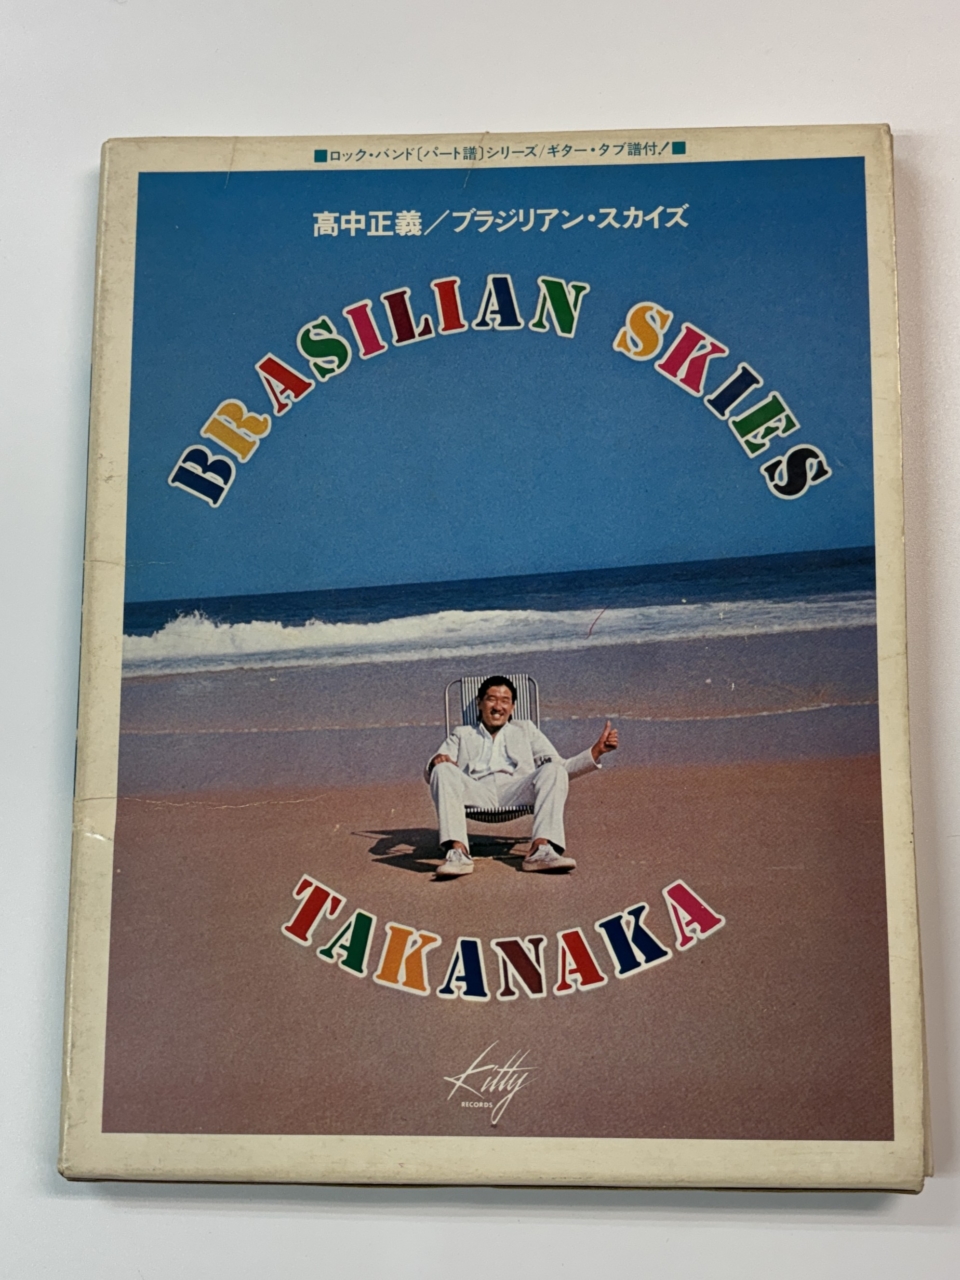 ■ロック・バンド〔パート譜〕シリーズ/ギター・タブ譜付!■
高中正義／ブラジリアン・スカイズ
BRASILIAN SKIES
TAKANAKA
Kitty
RECORDS